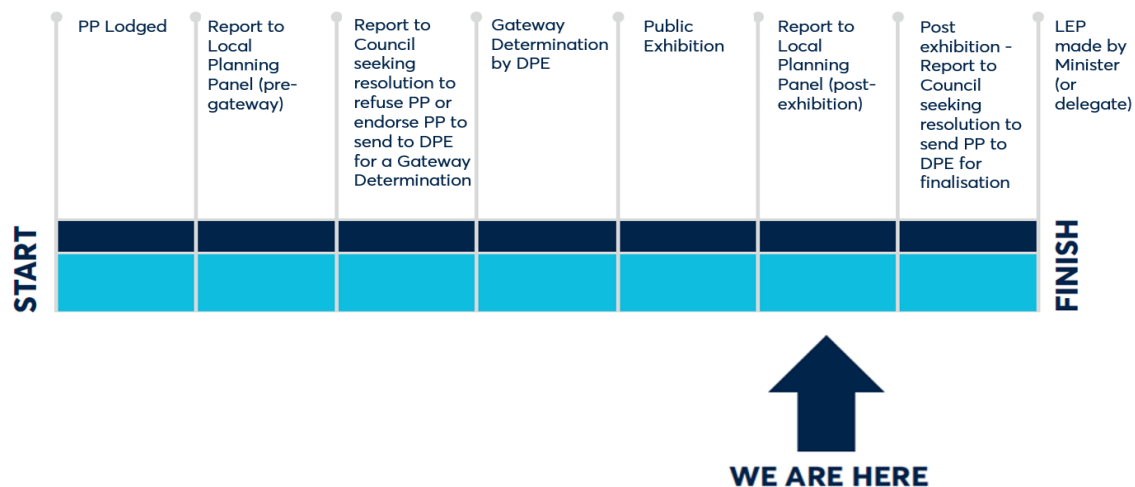 PP Lodged
Report to
Local
Planning
Panel (pre-
gateway)
Report to
Council
seeking
resolution to
refuse PP or
endorse PP to
send to DPE
for a Gateway
Determination
Gateway
Determination
by DPE
Public
Exhibition
Report to
Local
Planning
Panel (post-
exhibition)
Post
exhibition -
Report to
Council
seeking
resolution to
send PP to
DPE for
finalisation
LEP
made by
Minister
(or
delegate)
START
FINISH
WE ARE HERE